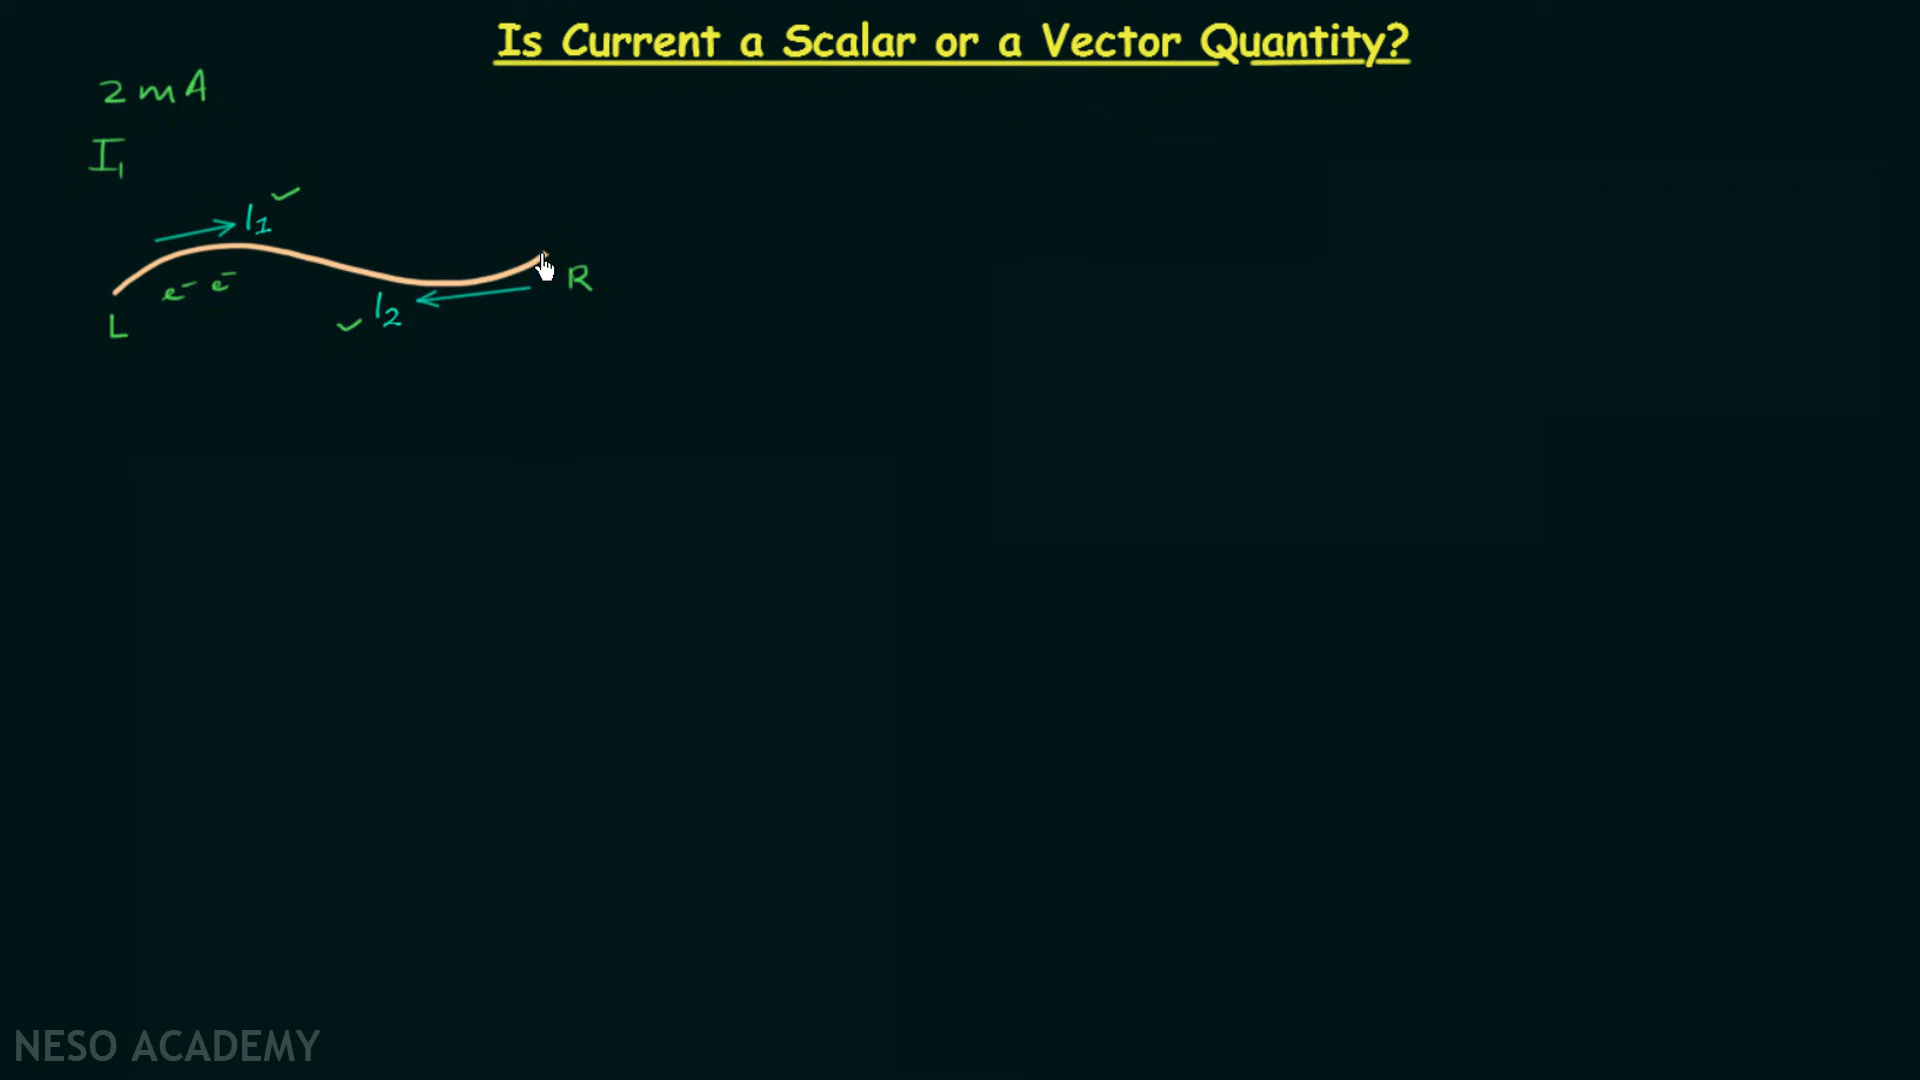 Is Current a Scalar or a Vector Quantity?
2 mA
I1
I1 ✓
e- e-
R
✓ I2
L
NESO ACADEMY